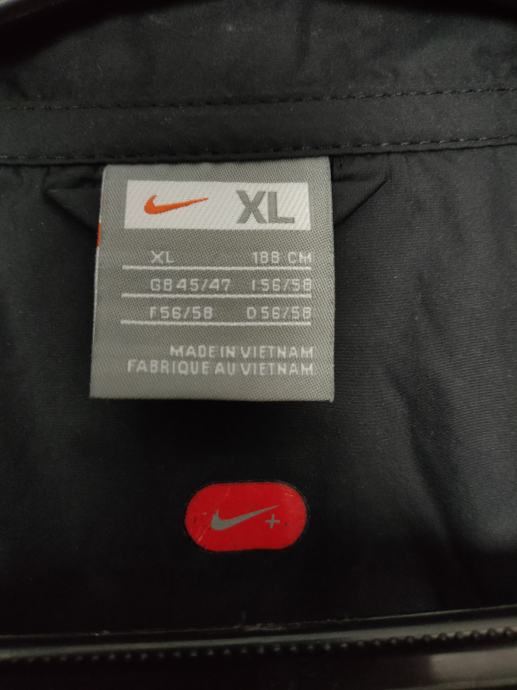 XL
XL 188 CM
GB 45/47 I 56/58
F 56/58 D 56/58
MADE IN VIETNAM
FABRIQUE AU VIETNAM
+